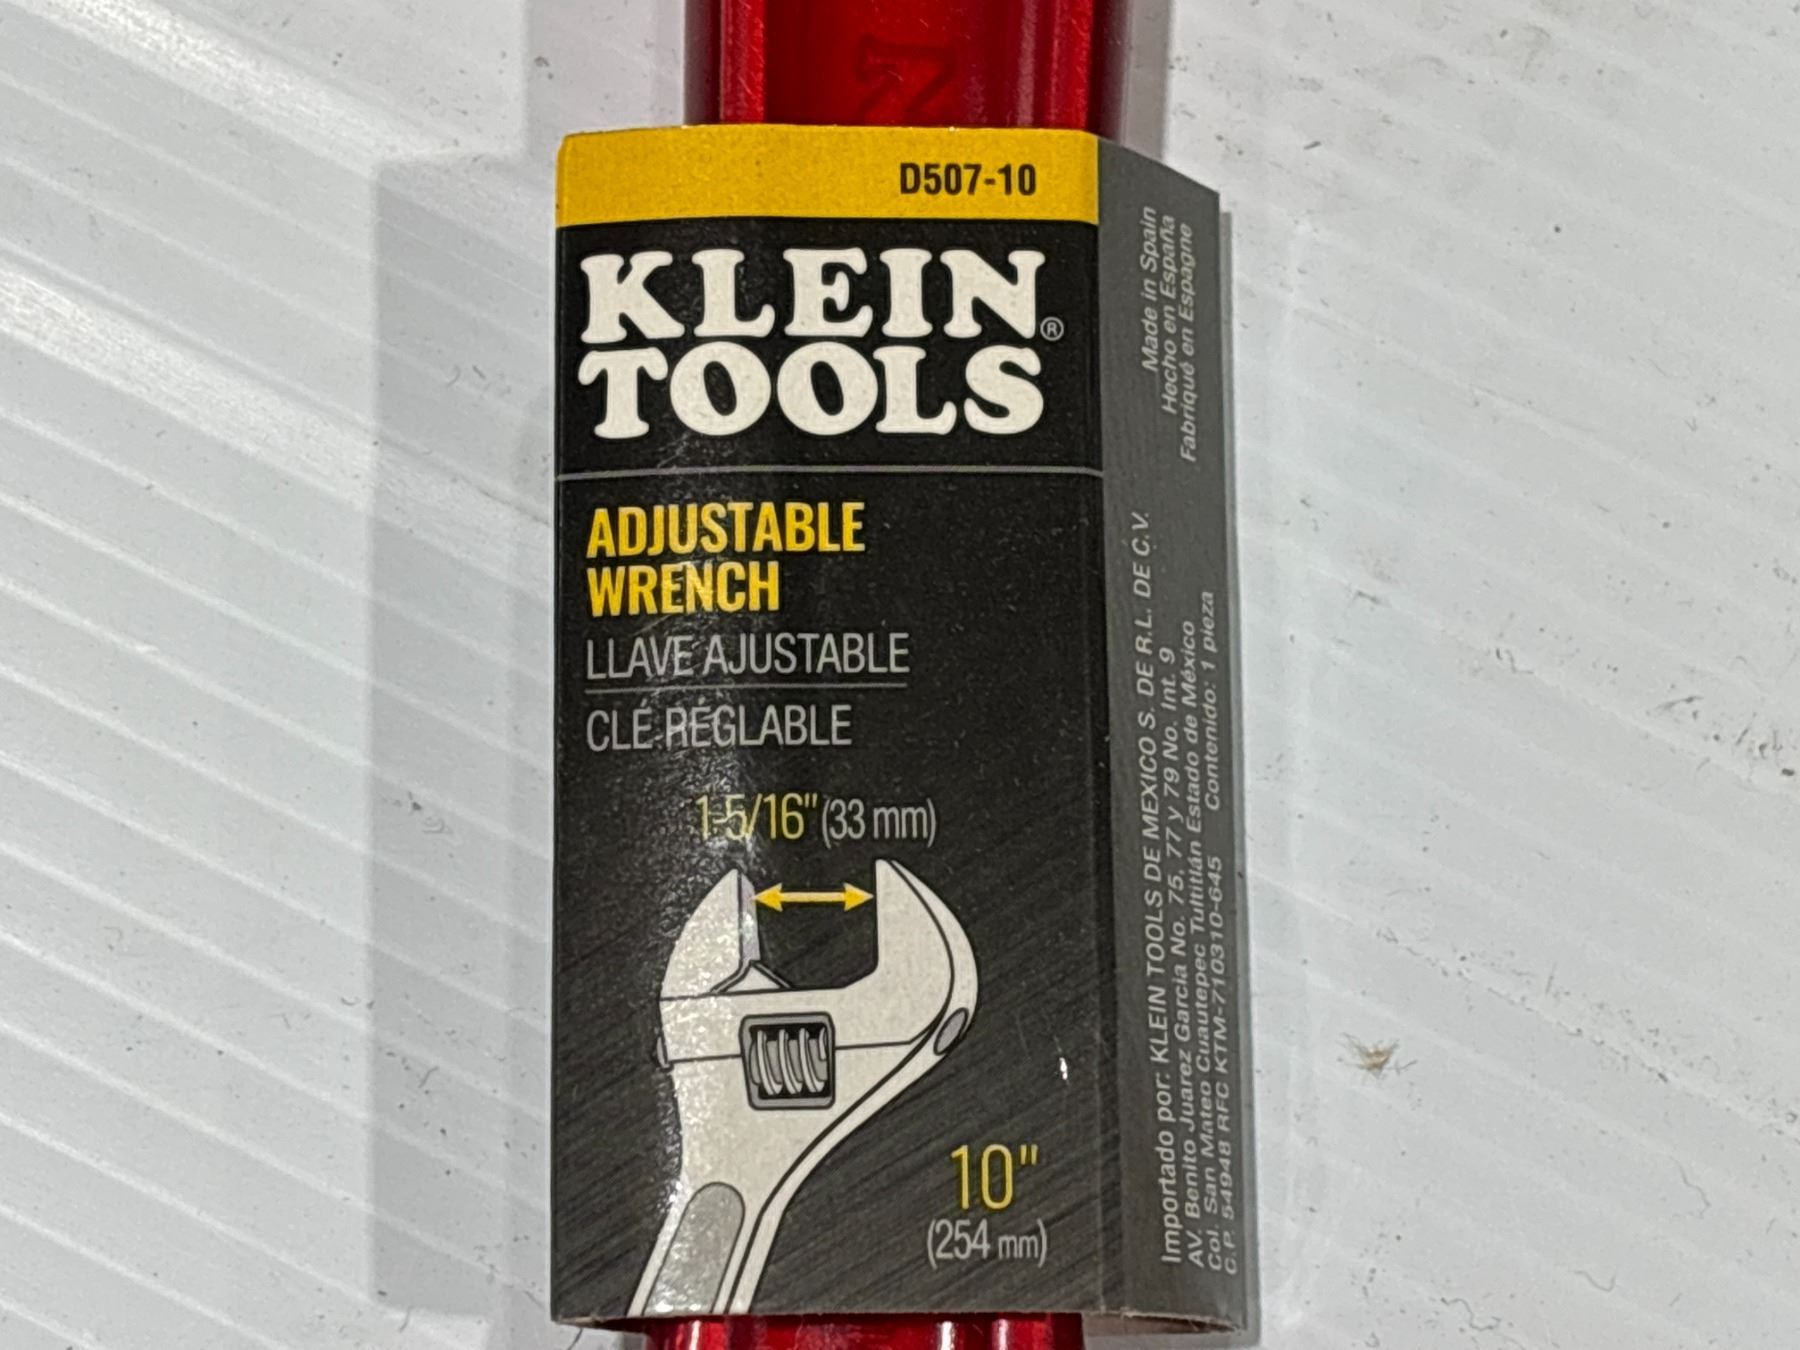 D507-10
KLEIN
TOOLS®
ADJUSTABLE
WRENCH
LLAVE AJUSTABLE
CLÉ RÉGLABLE
1-5/16" (33 mm)
10"
(254 mm)
Made in Spain
Hecho en España
Fabriqué en Espagne
Importado por: KLEIN TOOLS DE MEXICO S. DE R.L. DE C.V.
AV. Benito Juarez Garcia No. 75, 77 y 79 No. Int. 9
Col. San Mateo Cuautepec Tultitlán Estado de México
C.P. 54948 RFC KTM-710310-645 Contenido: 1 pieza